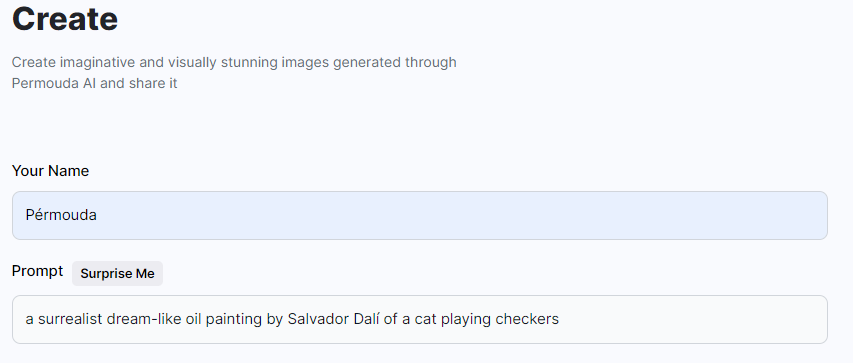 Create
Create imaginative and visually stunning images generated through
Permouda AI and share it
Your Name
Pérmouda
Prompt Surprise Me
a surrealist dream-like oil painting by Salvador Dalí of a cat playing checkers